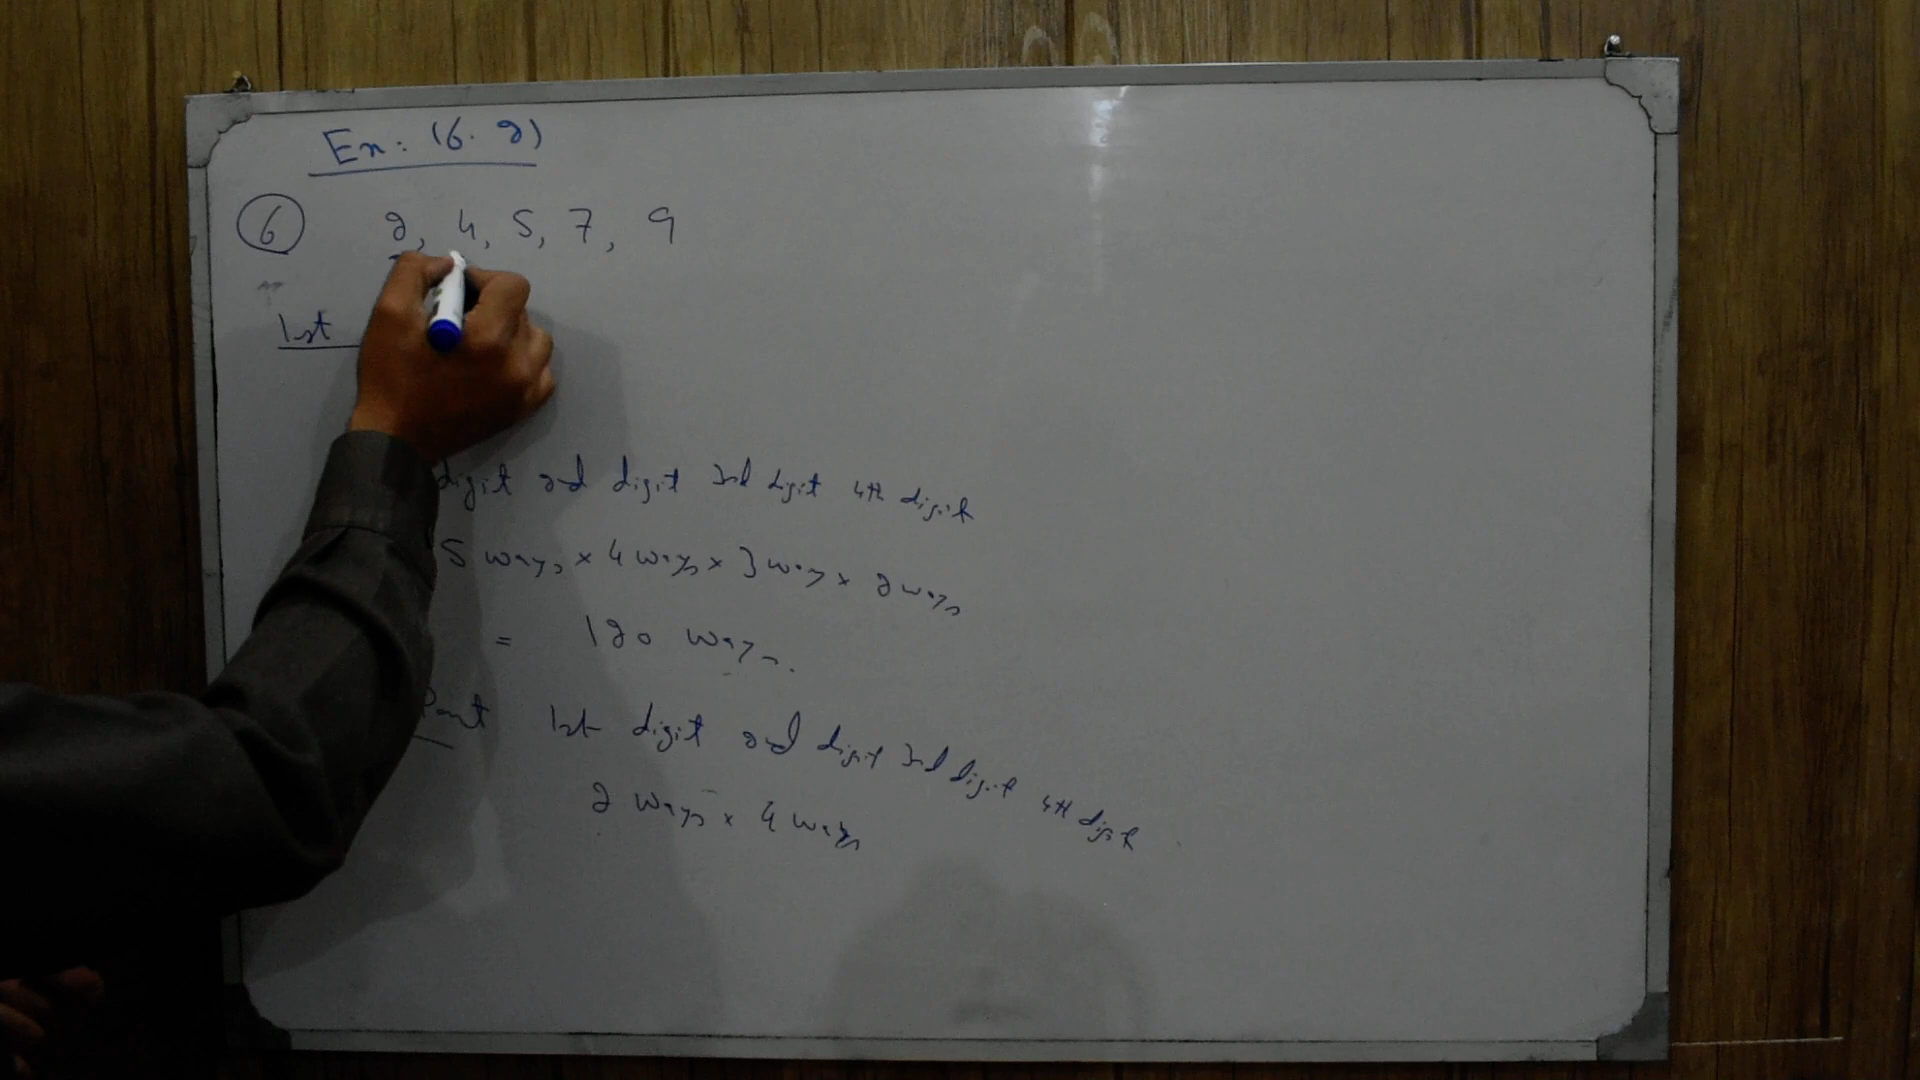 Ex: (6.2)
6 2, 4, 5, 7, 9
1st
digit 2nd digit 3rd digit 4th digit
5 ways × 4 ways × 3 way × 2 ways
= 120 ways.
Part 1st digit 2nd digit 3rd digit 4th digit
2 ways × 4 ways